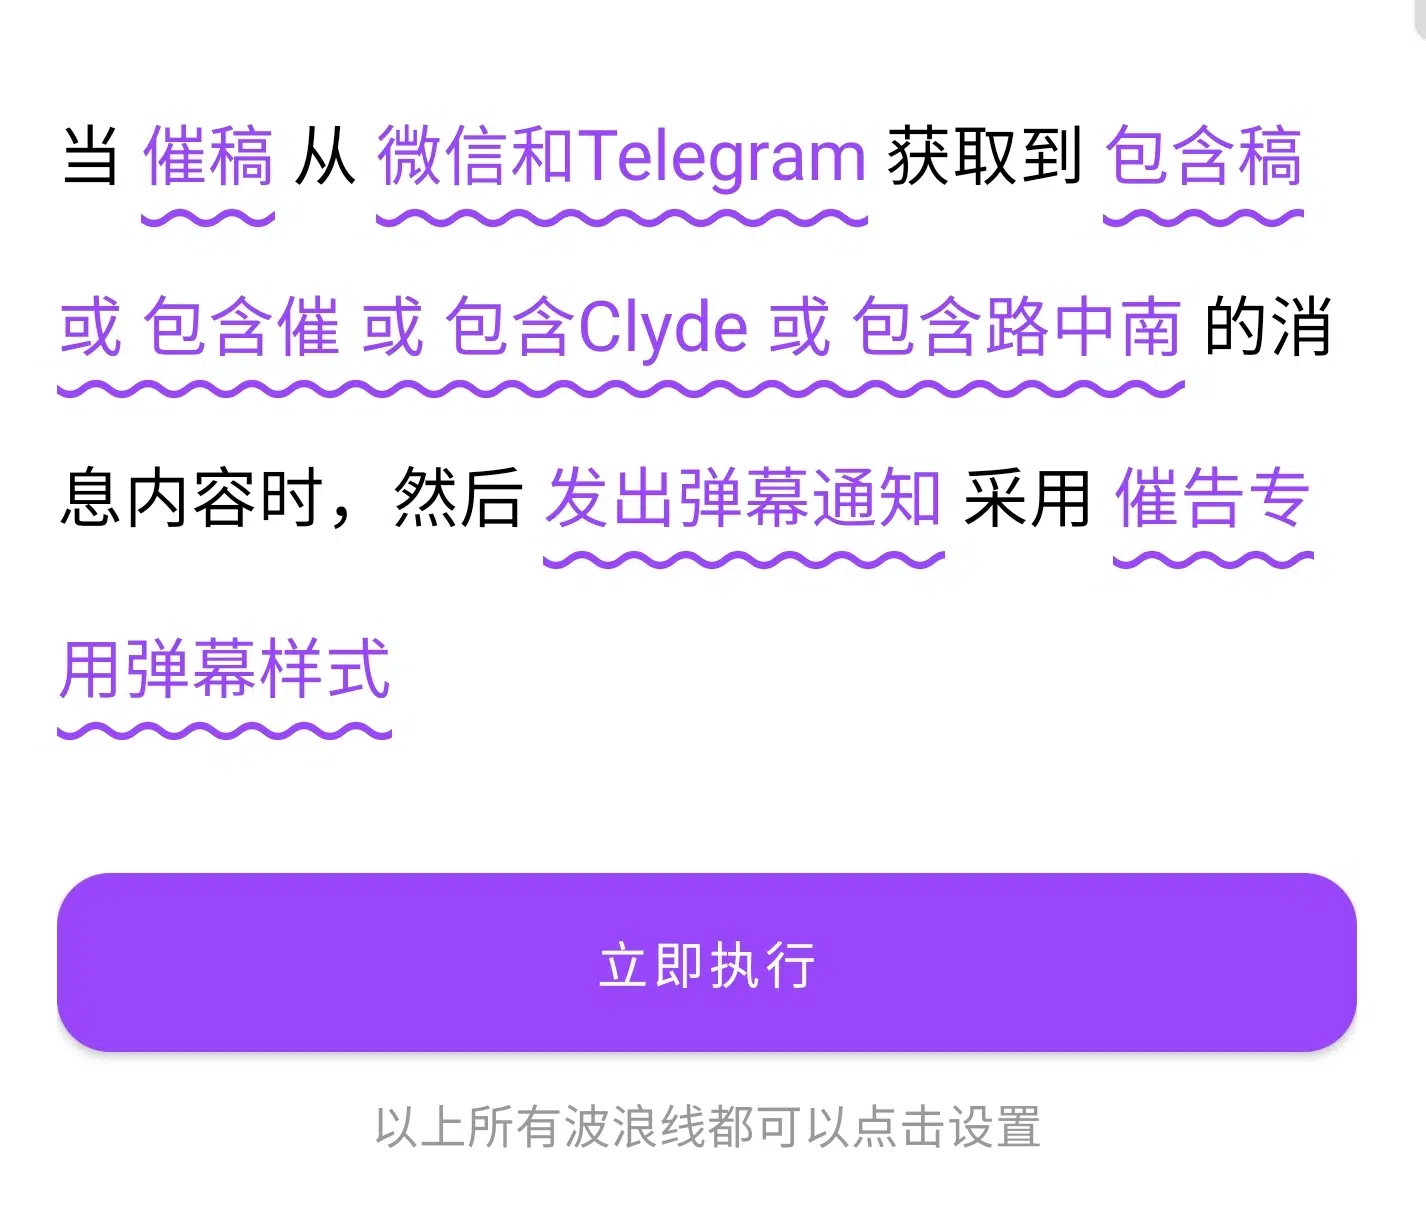 当 催稿 从 微信和Telegram 获取到 包含稿
或 包含催 或 包含Clyde 或 包含路中南 的消
息内容时，然后 发出弹幕通知 采用 催告专
用弹幕样式
立即执行
以上所有波浪线都可以点击设置